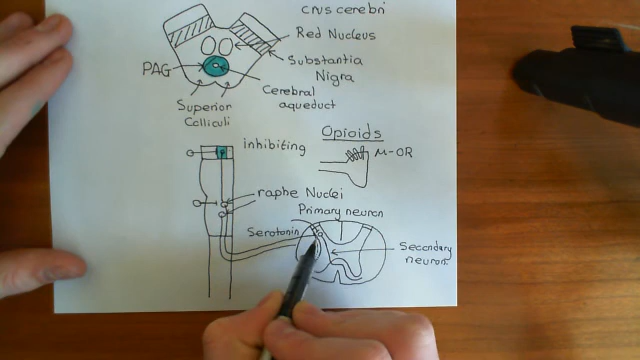 crus cerebri
Red Nucleus
Substantia
Nigra
PAG
Cerebral
aqueduct
Superior
Colliculi
Opioids
inhibiting
μ-OR
raphe Nuclei
Primary neuron
Serotonin
Secondary
neuron